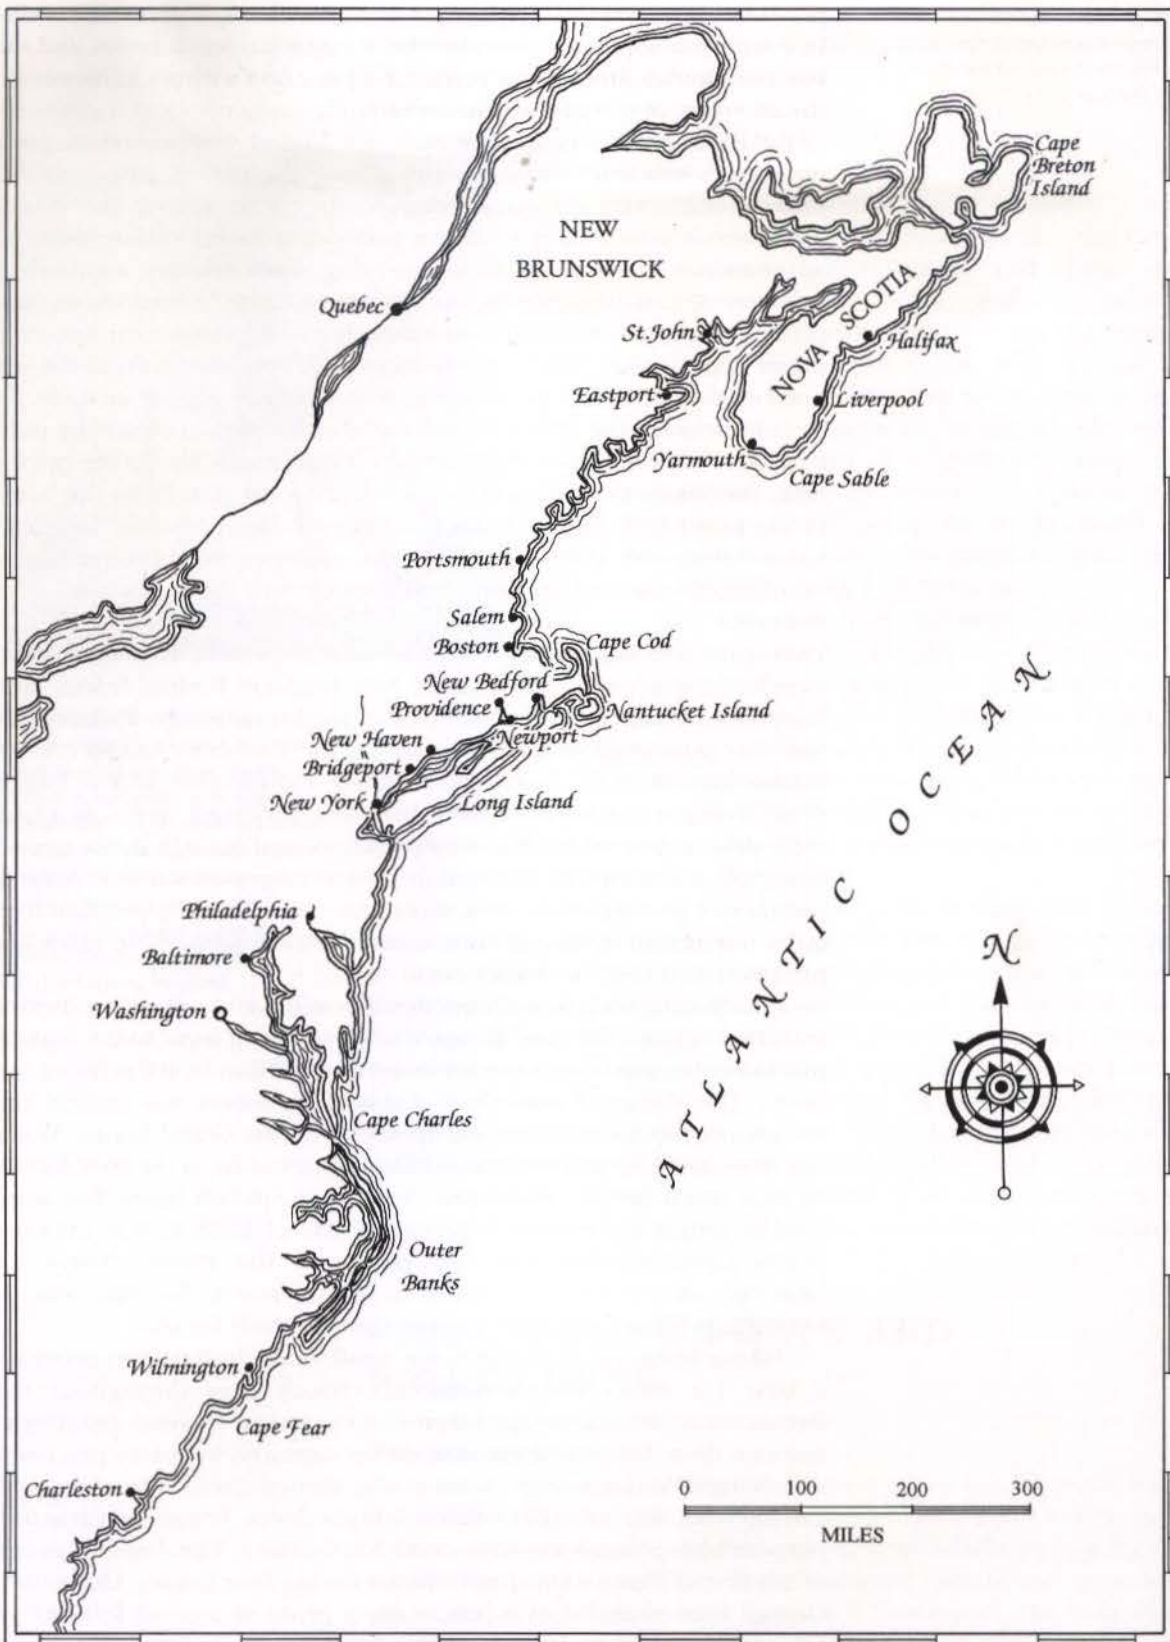 Cape
Breton
Island
NEW
BRUNSWICK
Quebec
St. John
NOVA SCOTIA
Halifax
Eastport
Liverpool
Yarmouth
Cape Sable
Portsmouth
Salem
Boston
Cape Cod
New Bedford
Providence
Nantucket Island
Newport
New Haven
Bridgeport
New York
Long Island
ATLANTIC OCEAN
Philadelphia
Baltimore
N
Washington
Cape Charles
Outer
Banks
Wilmington
Cape Fear
Charleston
0 100 200 300
MILES